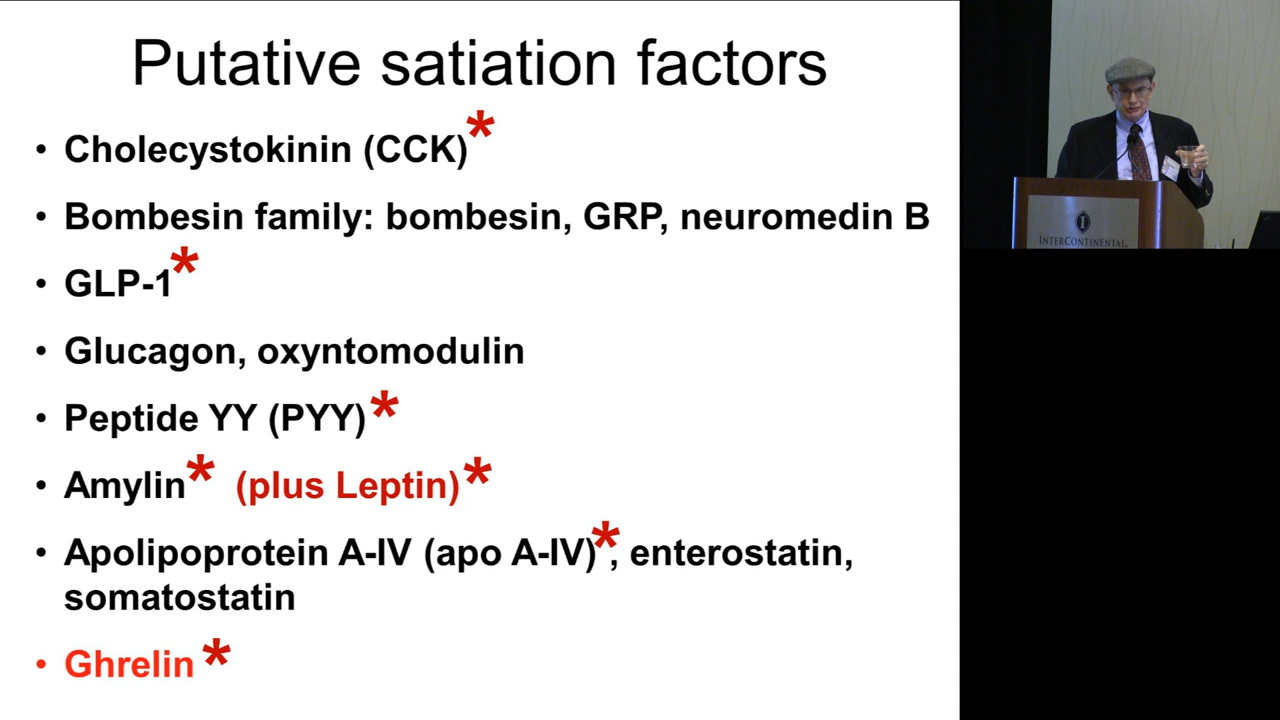 Putative satiation factors
• Cholecystokinin (CCK)*
• Bombesin family: bombesin, GRP, neuromedin B
• GLP-1*
• Glucagon, oxyntomodulin
• Peptide YY (PYY)*
• Amylin* (plus Leptin)*
• Apolipoprotein A-IV (apo A-IV)*, enterostatin,
somatostatin
• Ghrelin*
I
INTERCONTINENTAL